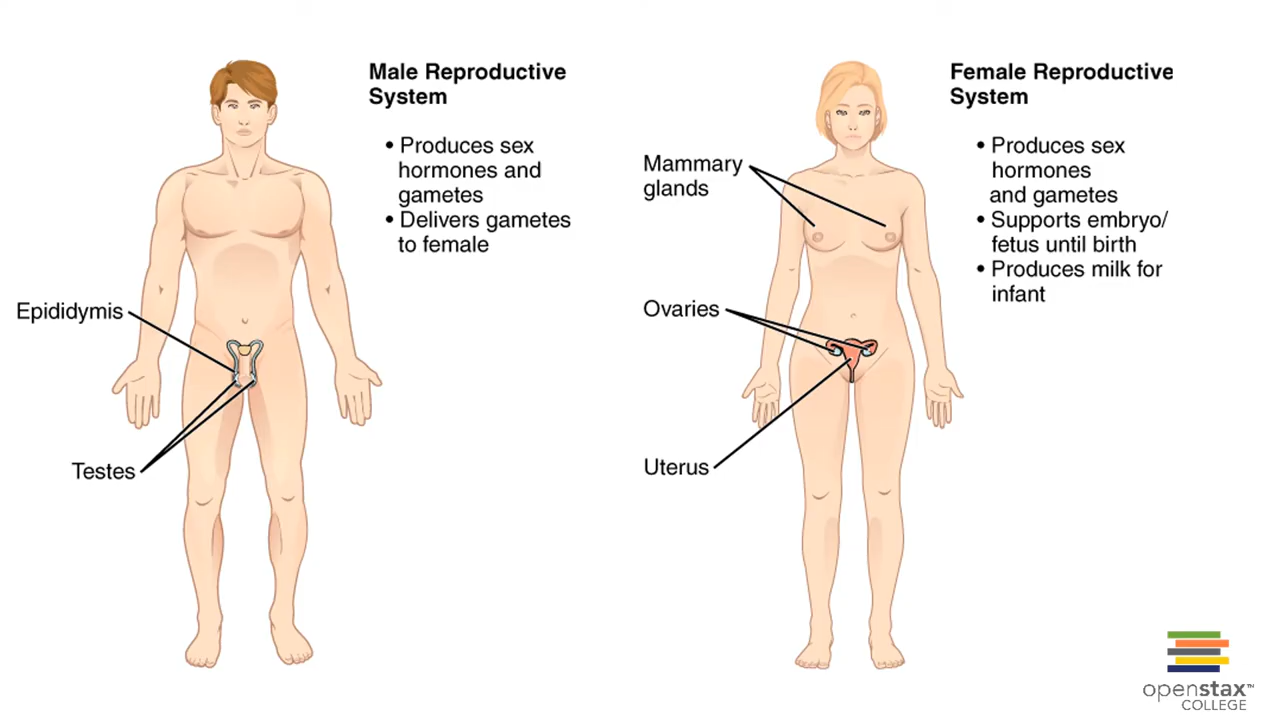 Male Reproductive
System
• Produces sex
hormones and
gametes
• Delivers gametes
to female
Epididymis
Testes
Female Reproductive
System
• Produces sex
hormones
and gametes
• Supports embryo/
fetus until birth
• Produces milk for
infant
Mammary
glands
Ovaries
Uterus
openstax™
COLLEGE